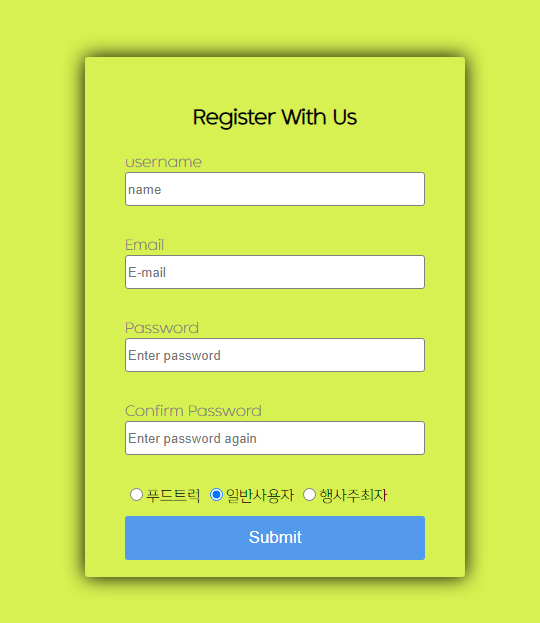 Register With Us
username
name
Email
E-mail
Password
Enter password
Confirm Password
Enter password again
푸드트럭 일반사용자 행사주최자
Submit